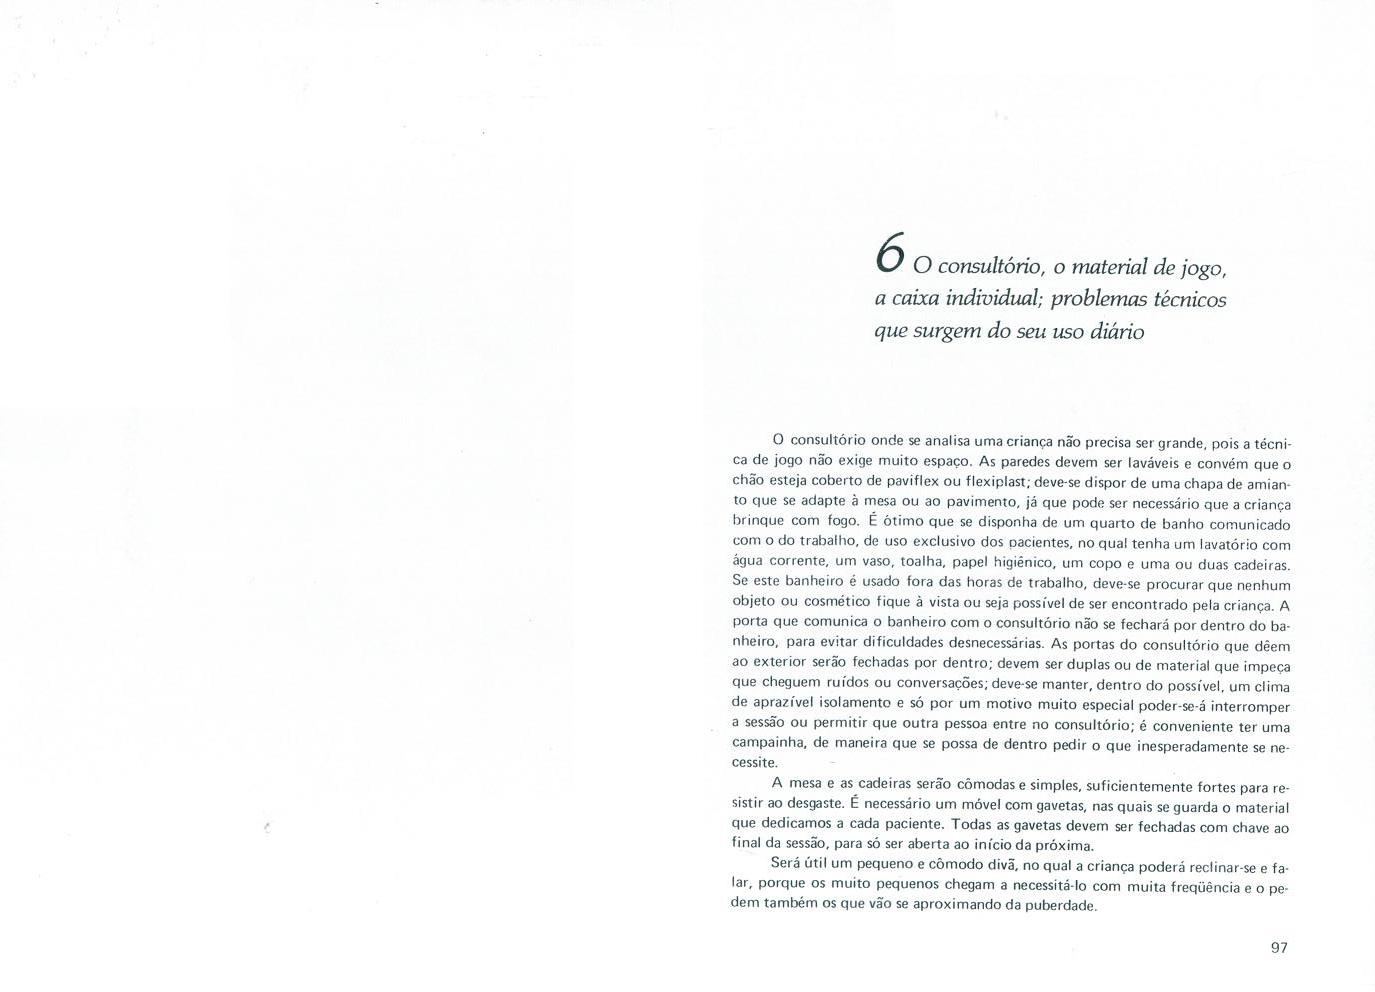 6 O consultório, o material de jogo,
a caixa individual; problemas técnicos
que surgem do seu uso diário
O consultório onde se analisa uma criança não precisa ser grande, pois a técni-
ca de jogo não exige muito espaço. As paredes devem ser laváveis e convém que o
chão esteja coberto de paviflex ou flexiplast; deve-se dispor de uma chapa de amian-
to que se adapte à mesa ou ao pavimento, já que pode ser necessário que a criança
brinque com fogo. É ótimo que se disponha de um quarto de banho comunicado
com o do trabalho, de uso exclusivo dos pacientes, no qual tenha um lavatório com
água corrente, um vaso, toalha, papel higiênico, um copo e uma ou duas cadeiras.
Se este banheiro é usado fora das horas de trabalho, deve-se procurar que nenhum
objeto ou cosmético fique à vista ou seja possível de ser encontrado pela criança. A
porta que comunica o banheiro com o consultório não se fechará por dentro do ba-
nheiro, para evitar dificuldades desnecessárias. As portas do consultório que dêem
ao exterior serão fechadas por dentro; devem ser duplas ou de material que impeça
que cheguem ruídos ou conversações; deve-se manter, dentro do possível, um clima
de aprazível isolamento e só por um motivo muito especial poder-se-á interromper
a sessão ou permitir que outra pessoa entre no consultório; é conveniente ter uma
campainha, de maneira que se possa de dentro pedir o que inesperadamente se ne-
cessite.
A mesa e as cadeiras serão cômodas e simples, suficientemente fortes para re-
sistir ao desgaste. É necessário um móvel com gavetas, nas quais se guarda o material
que dedicamos a cada paciente. Todas as gavetas devem ser fechadas com chave ao
final da sessão, para só ser aberta ao início da próxima.
Será útil um pequeno e cômodo divã, no qual a criança poderá reclinar-se e fa-
lar, porque os muito pequenos chegam a necessitá-lo com muita freqüência e o pe-
dem também os que vão se aproximando da puberdade.
97